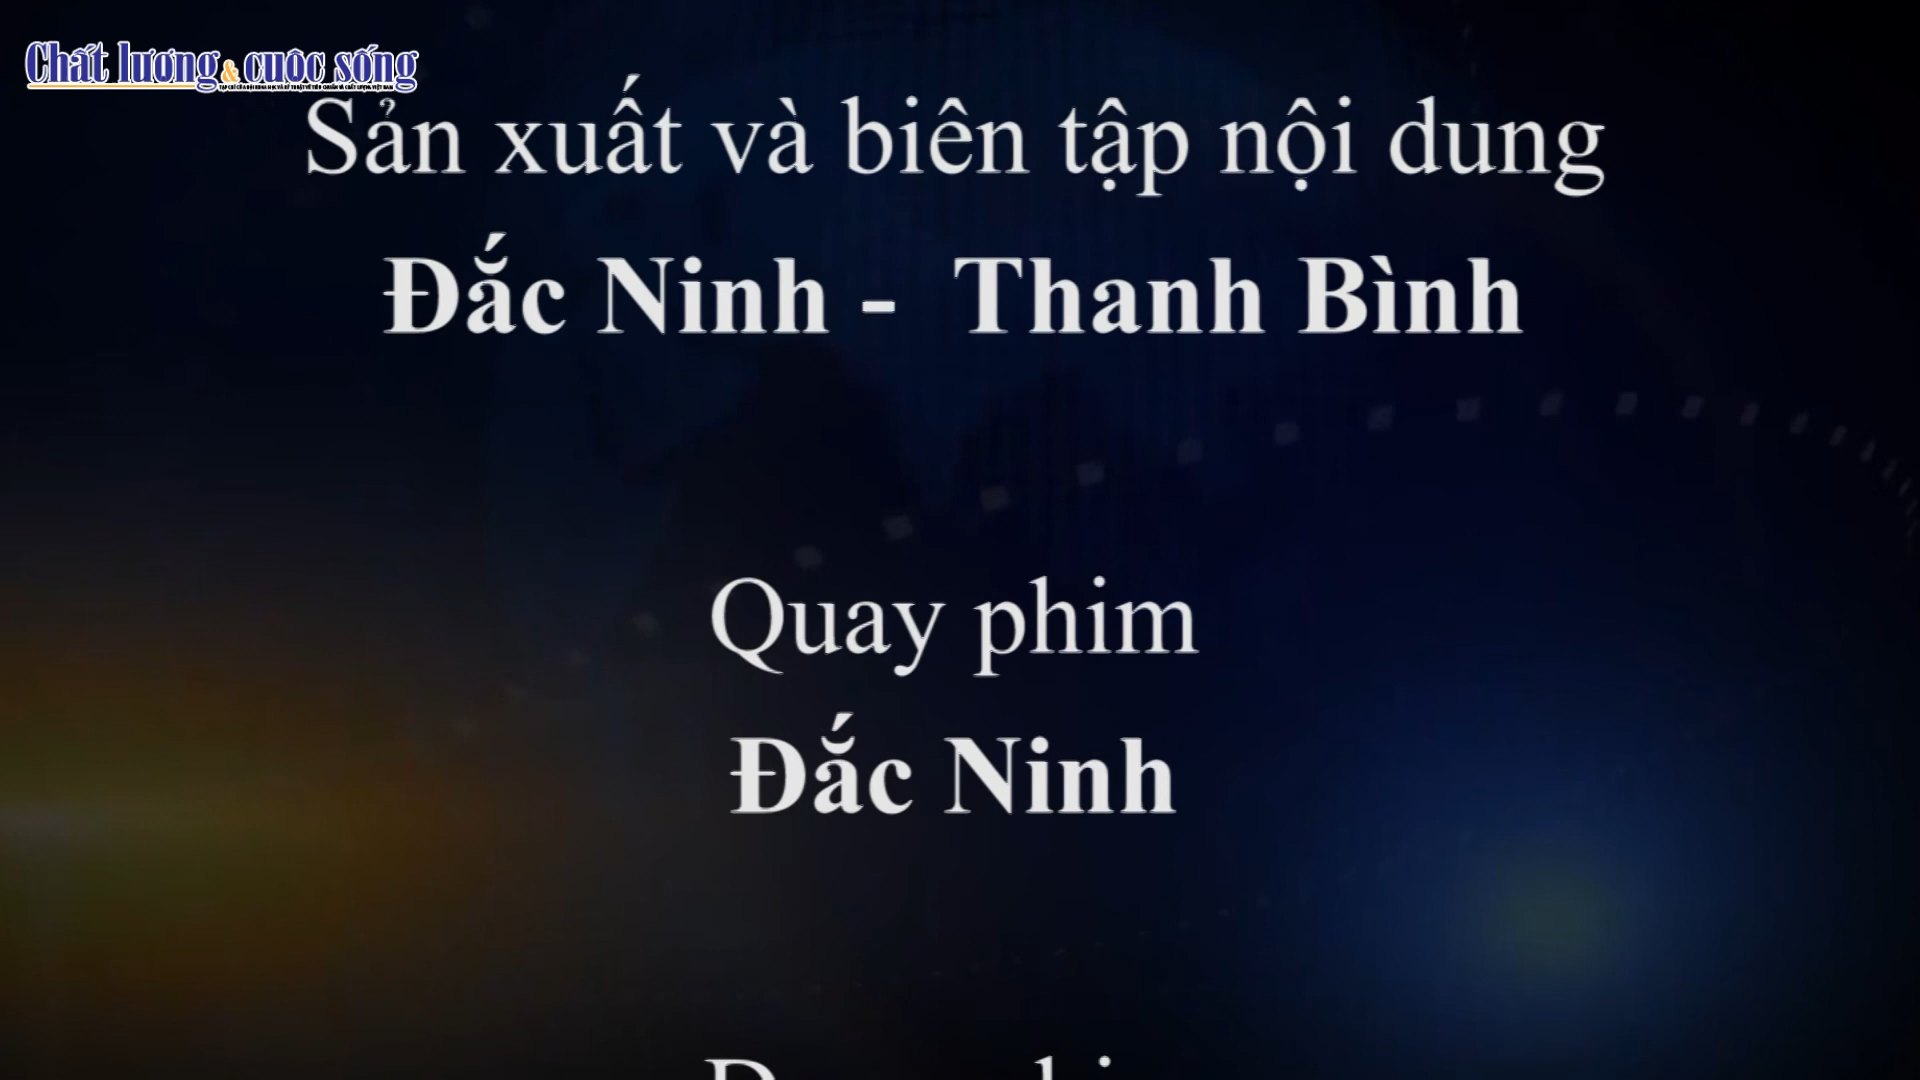 Chất lượng & cuộc sống
Sản xuất và biên tập nội dung
Đắc Ninh - Thanh Bình
Quay phim
Đắc Ninh